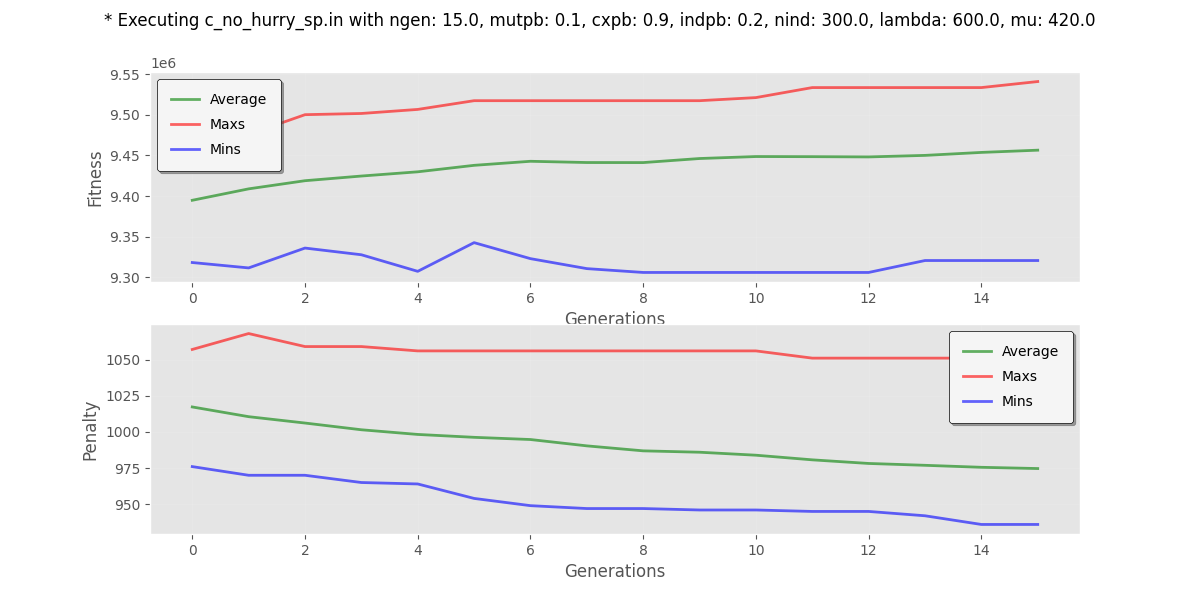 * Executing c_no_hurry_sp.in with ngen: 15.0, mutpb: 0.1, cxpb: 0.9, indpb: 0.2, nind: 300.0, lambda: 600.0, mu: 420.0
1e6
9.55
9.50
9.45
9.40
9.35
9.30
Fitness
Average
Maxs
Mins
0 2 4 6 8 10 12 14
Generations
1050
1025
1000
975
950
Penalty
Average
Maxs
Mins
0 2 4 6 8 10 12 14
Generations